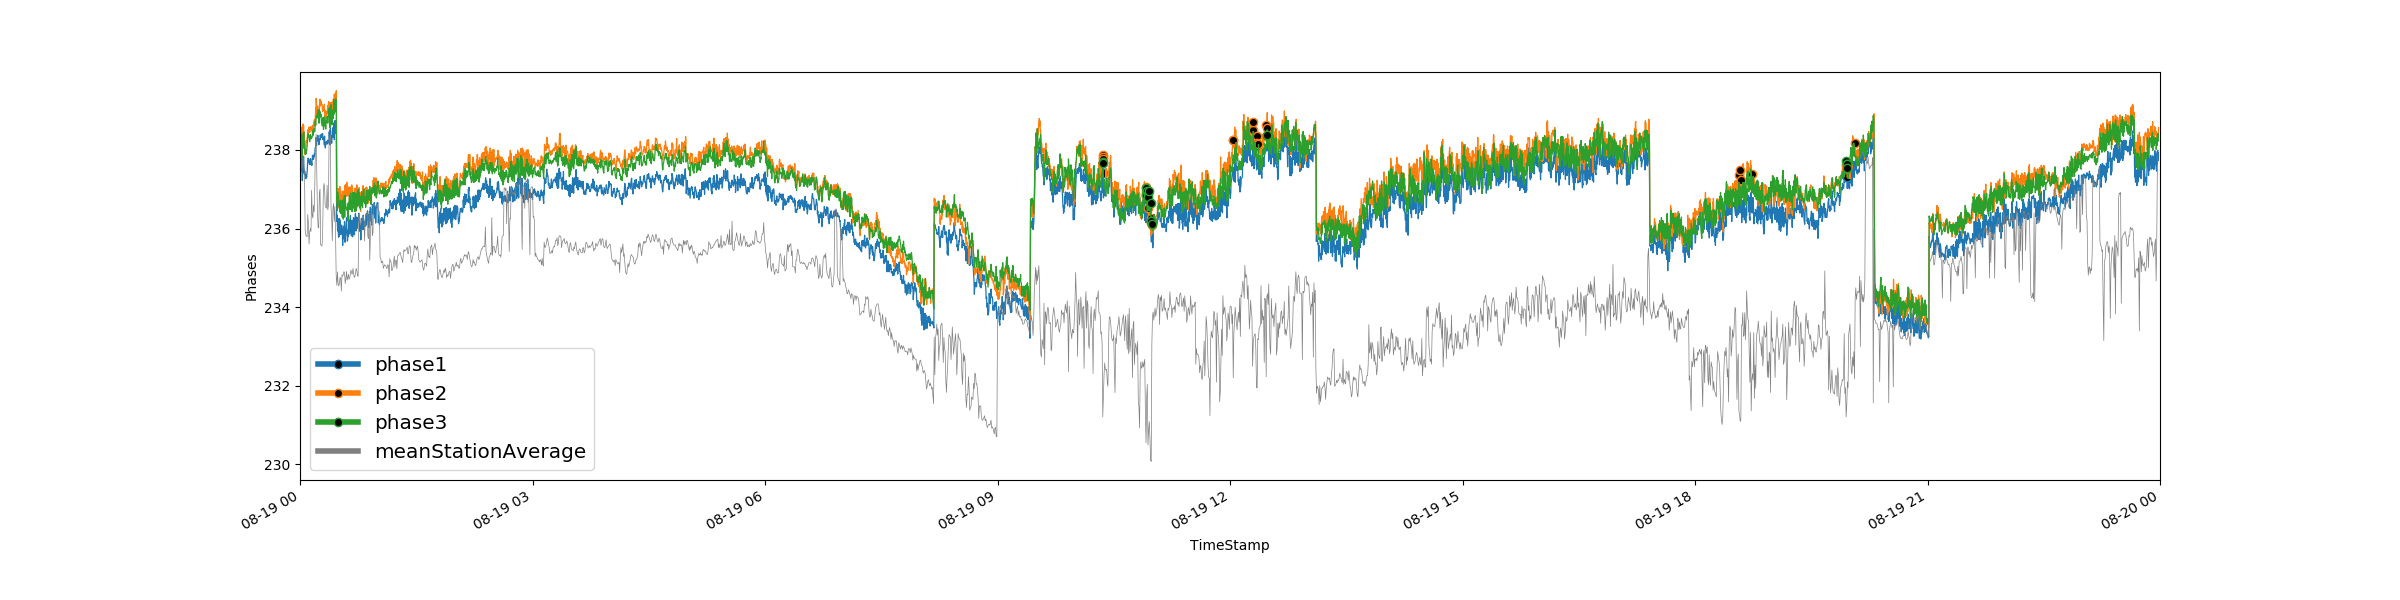 238
236
234
232
230
Phases
phase1
phase2
phase3
meanStationAverage
08-19 00
08-19 03
08-19 06
08-19 09
08-19 12
08-19 15
08-19 18
08-19 21
08-20 00
TimeStamp